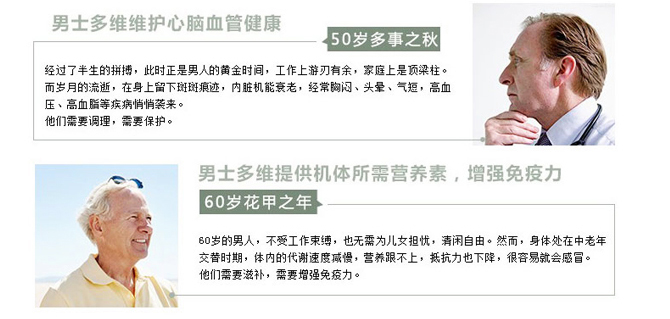 男士多维维护心脑血管健康
50岁多事之秋
经过了半生的拼搏，此时正是男人的黄金时间，工作上游刃有余，家庭上是顶梁柱。
而岁月的流逝，在身上留下斑斑痕迹，内脏机能衰老，经常胸闷、头晕、气短，高血
压、高血脂等疾病悄悄袭来。
他们需要调理，需要保护。
男士多维提供机体所需营养素，增强免疫力
60岁花甲之年
60岁的男人，不受工作束缚，也无需为儿女担忧，清闲自由。然而，身体处在中老年
交替时期，体内的代谢速度减慢，营养跟不上，抵抗力也下降，很容易就会感冒。
他们需要滋补，需要增强免疫力。